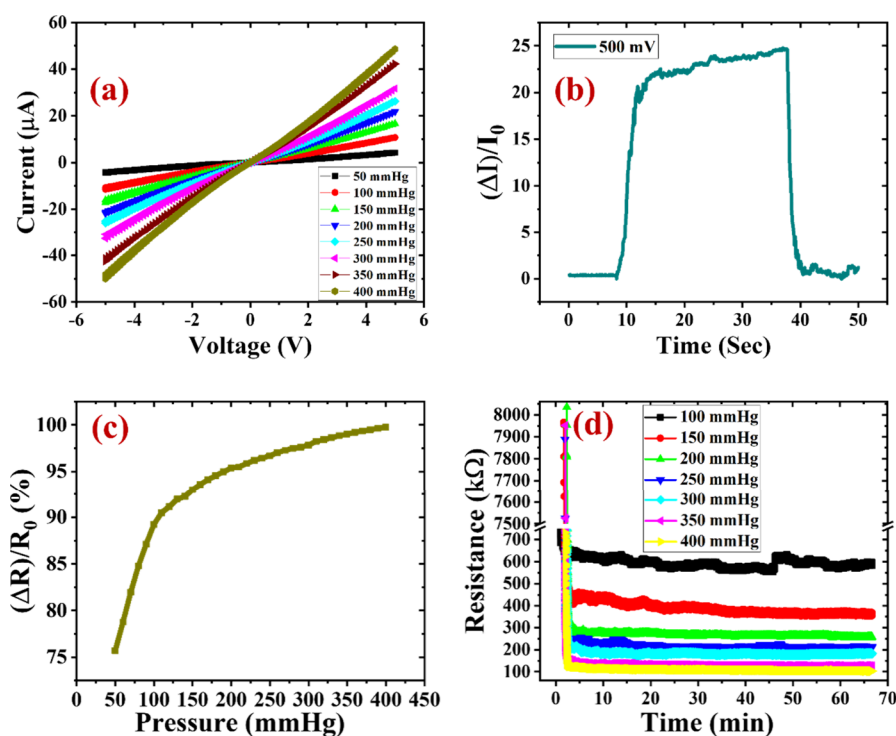 (a)
Current (µA)
60
40
20
0
-20
-40
-60
-6 -4 -2 0 2 4 6
Voltage (V)
50 mmHg
100 mmHg
150 mmHg
200 mmHg
250 mmHg
300 mmHg
350 mmHg
400 mmHg
(b)
500 mV
(ΔI)/I₀
25
20
15
10
5
0
0 10 20 30 40 50
Time (Sec)
(c)
(ΔR)/R₀ (%)
100
95
90
85
80
75
0 50 100 150 200 250 300 350 400 450
Pressure (mmHg)
(d)
Resistance (kΩ)
8000
7900
7800
7700
7600
7500
700
600
500
400
300
200
100
0 10 20 30 40 50 60 70
Time (min)
100 mmHg
150 mmHg
200 mmHg
250 mmHg
300 mmHg
350 mmHg
400 mmHg